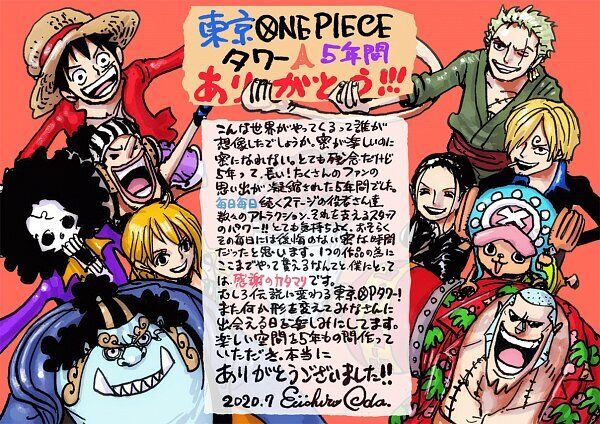 東京 ONE PIECE
タワー 5年間
ありがとう!!!
こんな世界がやってくるって誰が
想像したでしょうか。密が楽しいのに
密になれない。とても残念だけど
5年って、長い!たくさんのファンの
思い出が凝縮された5年間でした。
毎日毎日続くステージの役者さん達
数々のアトラクション、それを支えるスタッフ
のパワー!!とても気持ちよく、おそらく
その毎日には後悔のない密な時間
だったと思います。1つの作品の為に
ここまでやって貰えるなんてと僕にとって
は、感謝のカタマリです。
むしろ伝説に変わる東京OPタワー!
また何か形を変えてみなさんに
出会える日を楽しみにしてます。
楽しい空間を5年もの間作って
いただき、本当に
ありがとうございました!!
2020.7 Eiichiro Oda.